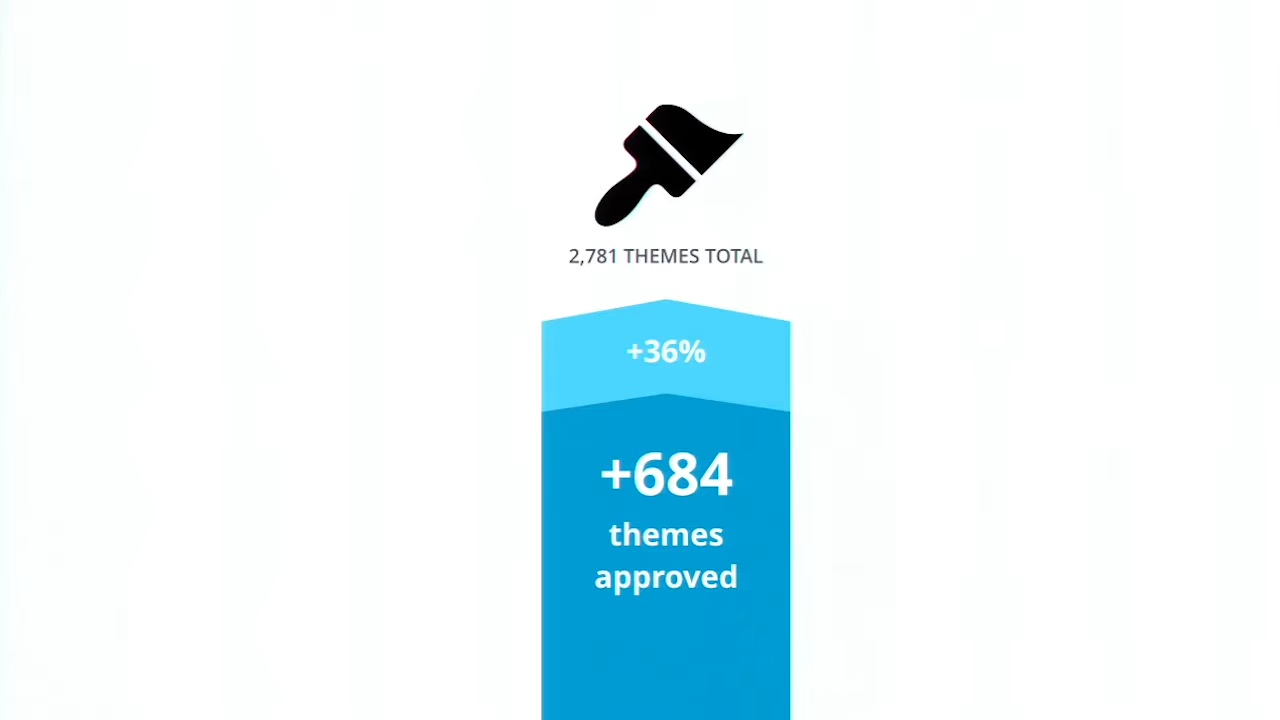 2,781 THEMES TOTAL
+36%
+684
themes
approved